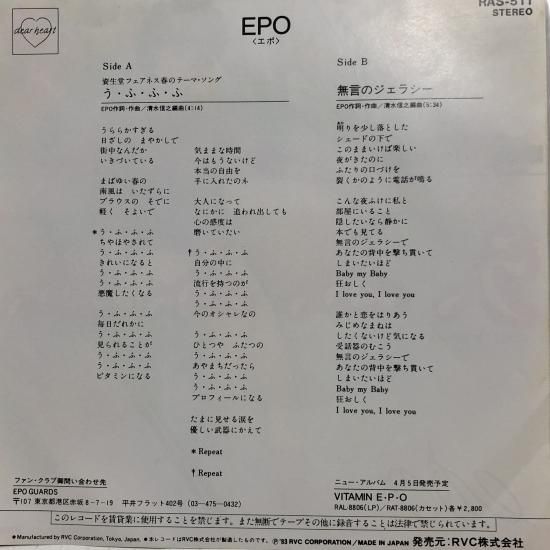 dear heart
RAS-511
STEREO
EPO
〈エポ〉
Side A
資生堂フェアネス春のテーマ・ソング
う・ふ・ふ・ふ
EPO作詞・作曲/清水信之編曲(4:14)
うららかすぎる
日ざしの まやかしで
街中なんだか
いきづいている
まばゆい春の
南風は いたずらに
ブラウスの そでに
軽く そよいで
*う・ふ・ふ・ふ
ちやほやされて
う・ふ・ふ・ふ
きれいになると
う・ふ・ふ・ふ
う・ふ・ふ・ふ
悪魔したくなる
う・ふ・ふ・ふ
毎日だれかに
う・ふ・ふ・ふ
見られることが
う・ふ・ふ・ふ
う・ふ・ふ・ふ
ビタミンになる
気ままな時間
今はもうないけど
本当の自由を
手に入れたのネ
大人になって
なにかに 追われ出しても
心の感度は
磨いていたい
†う・ふ・ふ・ふ
自分の中に
う・ふ・ふ・ふ
流行を持つのが
う・ふ・ふ・ふ
う・ふ・ふ・ふ
今のオシャレなの
う・ふ・ふ・ふ
ひとつや ふたつの
う・ふ・ふ・ふ
あやまちだったら
う・ふ・ふ・ふ
う・ふ・ふ・ふ
プロフィールになる
たまに見せる涙を
優しい武器にかえて
* Repeat
† Repeat
Side B
無言のジェラシー
EPO作詞・作曲/清水信之編曲(5:34)
明りを少し落とした
シェードの下で
このままいけば楽しい
夜がきたのに
ふたりの口づけを
裂くかのように電話が鳴る
こんな夜ふけに私と
部屋にいること
隠したいなら静かに
本でも見てる
無言のジェラシーで
あなたの背中を撃ち貫いて
しまいたいほど
Baby my Baby
狂おしく
I love you, I love you
誰かと恋をはりあう
みじめなまねは
したくないけど気になる
受話器のむこう
無言のジェラシーで
あなたの背中を撃ち貫いて
しまいたいほど
Baby my Baby
狂おしく
I love you, I love you
ファン・クラブ御問い合わせ先
EPO GUARDS
〒107 東京都港区赤坂8-7-19 平井フラット402号 (03-475-0432)
ニュー・アルバム 4月5日発売予定
VITAMIN E・P・O
RAL-8806(LP)/RAT-8806(カセット)各¥2,800
このレコードを賃貸業に使用することを禁じます。また無断でテープその他に録音することは法律で禁じられています。
★Manufactured by RVC Corporation, Tokyo, Japan. ★本レコードはRVC株式会社が製造したものです。 Ⓟ '83 RVC CORPORATION/MADE IN JAPAN 発売元:RVC株式会社